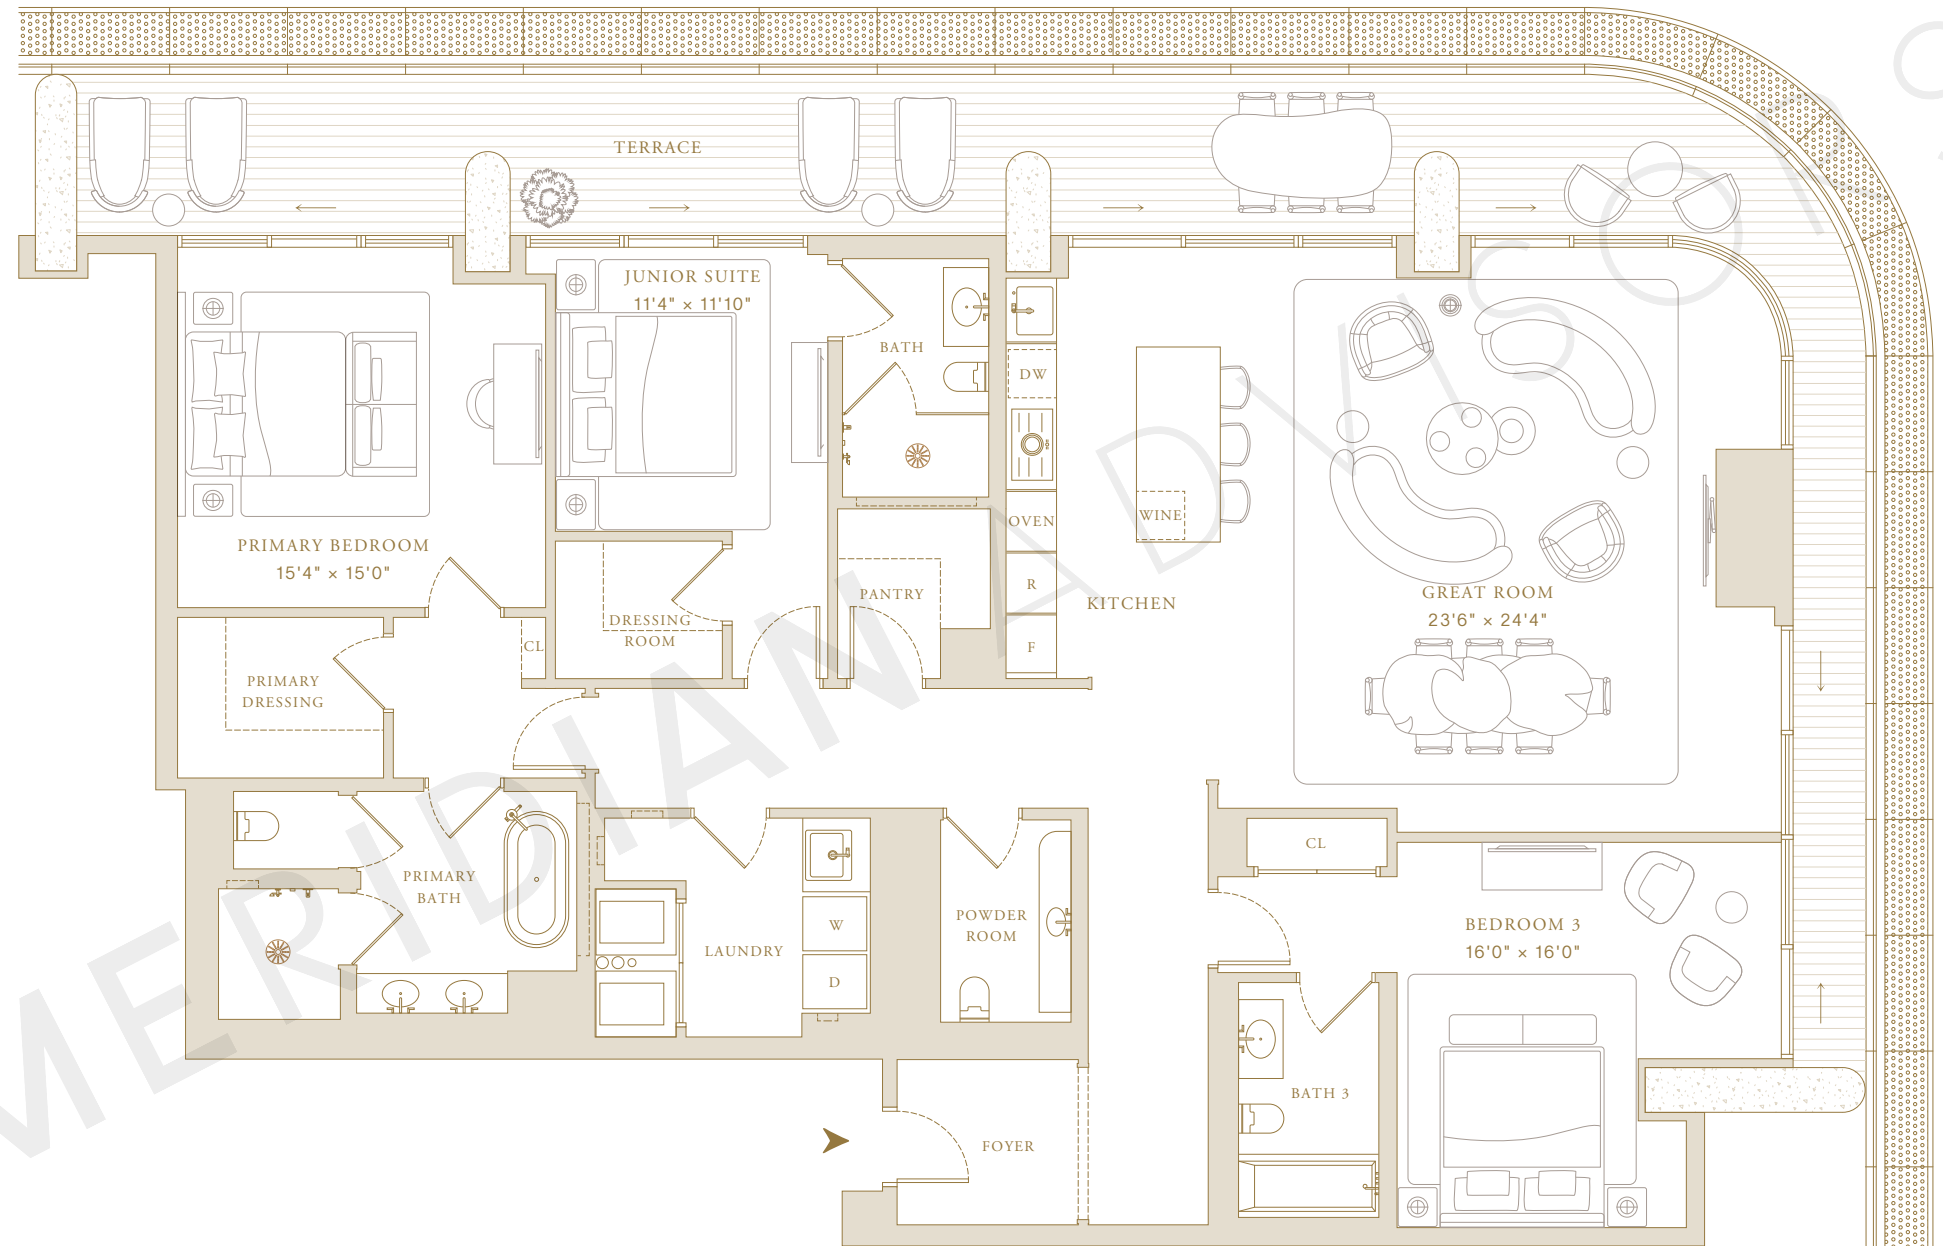 TERRACE
JUNIOR SUITE
11'4" × 11'10"
BATH
DW
WINE
OVEN
PRIMARY BEDROOM
15'4" × 15'0"
PANTRY
R
KITCHEN
GREAT ROOM
23'6" × 24'4"
DRESSING
ROOM
CL
F
PRIMARY
DRESSING
CL
PRIMARY
BATH
POWDER
ROOM
W
LAUNDRY
D
BEDROOM 3
16'0" × 16'0"
BATH 3
FOYER
MERIDIAN ADVISO